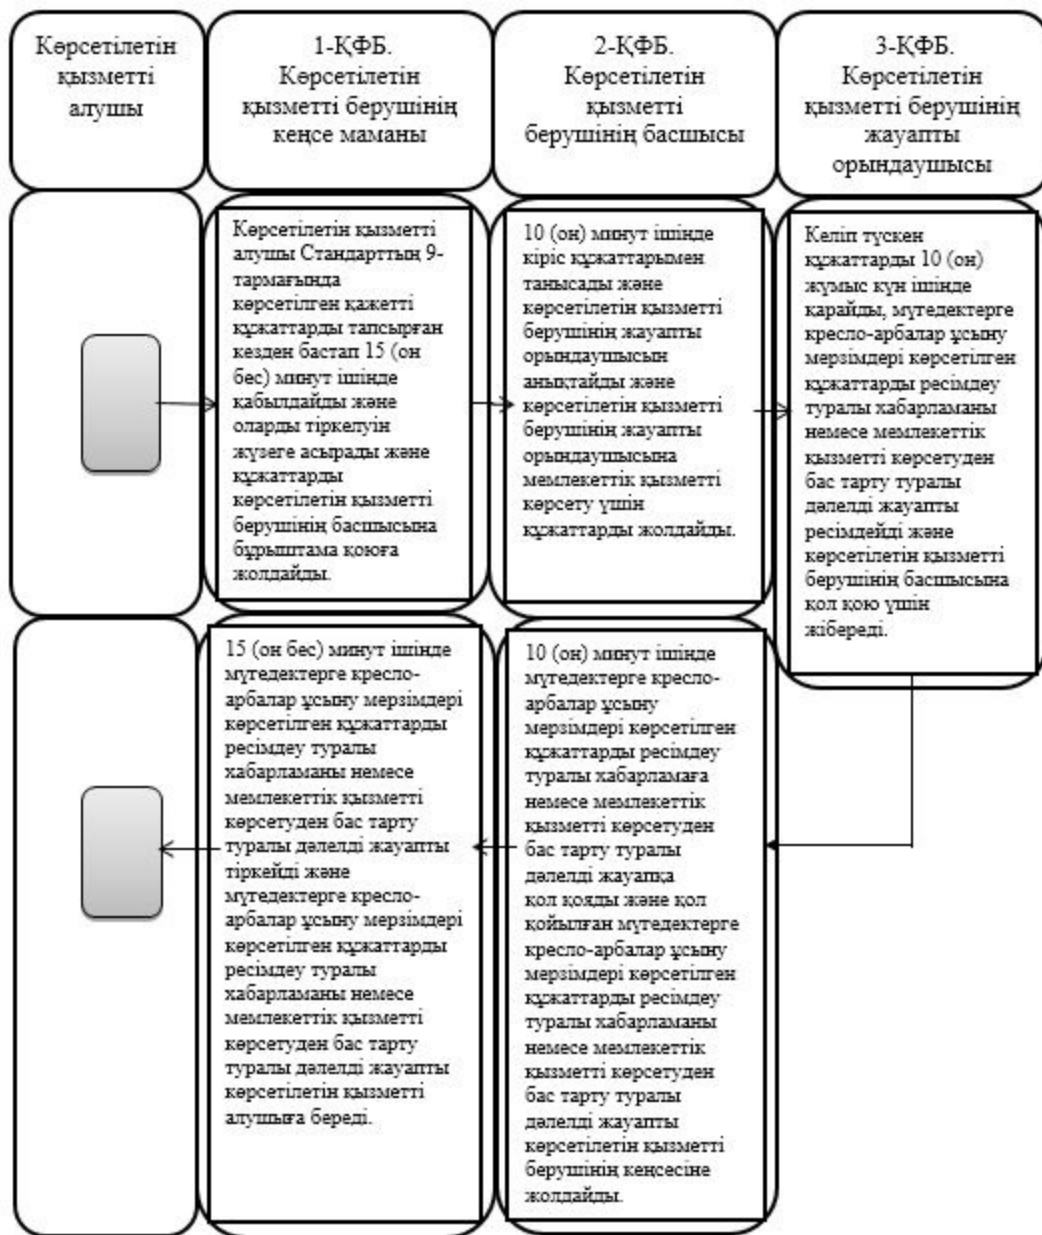 Көрсетілетін
қызметті
алушы
1-ҚФБ.
Көрсетілетін
қызметті берушінің
кеңсе маманы
2-ҚФБ.
Көрсетілетін
қызметті
берушінің басшысы
3-ҚФБ.
Көрсетілетін
қызметті берушінің
жауапты
орындаушысы
Көрсетілетін қызметті
алушы Стандарттың 9-
тармағында
көрсетілген қажетті
құжаттарды тапсырған
кезден бастап 15 (он
бес) минут ішінде
қабылдайды және
оларды тіркелуін
жүзеге асырады және
құжаттарды
көрсетілетін қызметті
берушінің басшысына
бұрыштама қоюға
жолдайды.
10 (он) минут ішінде
кіріс құжаттарымен
танысады және
көрсетілетін қызметті
берушінің жауапты
орындаушысын
анықтайды және
көрсетілетін қызметті
берушінің жауапты
орындаушысына
мемлекеттік қызметті
көрсету үшін
құжаттарды жолдайды.
Келіп түскен
құжаттарды 10 (он)
жұмыс күн ішінде
қарайды, мүгедектерге
кресло-арбалар ұсыну
мерзімдері көрсетілген
құжаттарды ресімдеу
туралы хабарламаны
немесе мемлекеттік
қызметті көрсетуден
бас тарту туралы
дәлелді жауапты
ресімдейді және
көрсетілетін қызметті
берушінің басшысына
қол қою үшін
жібереді.
15 (он бес) минут ішінде
мүгедектерге кресло-
арбалар ұсыну мерзімдері
көрсетілген құжаттарды
ресімдеу туралы
хабарламаны немесе
мемлекеттік қызметті
көрсетуден бас тарту
туралы дәлелді жауапты
тіркейді және
мүгедектерге кресло-
арбалар ұсыну мерзімдері
көрсетілген құжаттарды
ресімдеу туралы
хабарламаны немесе
мемлекеттік қызметті
көрсетуден бас тарту
туралы дәлелді жауапты
көрсетілетін қызметті
алушыға береді.
10 (он) минут ішінде
мүгедектерге кресло-
арбалар ұсыну
мерзімдері көрсетілген
құжаттарды ресімдеу
туралы хабарламаға
немесе мемлекеттік
қызметті көрсетуден
бас тарту туралы
дәлелді жауапқа
қол қояды және қол
қойылған мүгедектерге
кресло-арбалар ұсыну
мерзімдері көрсетілген
құжаттарды ресімдеу
туралы хабарламаны
немесе мемлекеттік
қызметті көрсетуден
бас тарту туралы
дәлелді жауапты
көрсетілетін қызметті
берушінің кеңсесіне
жолдайды.